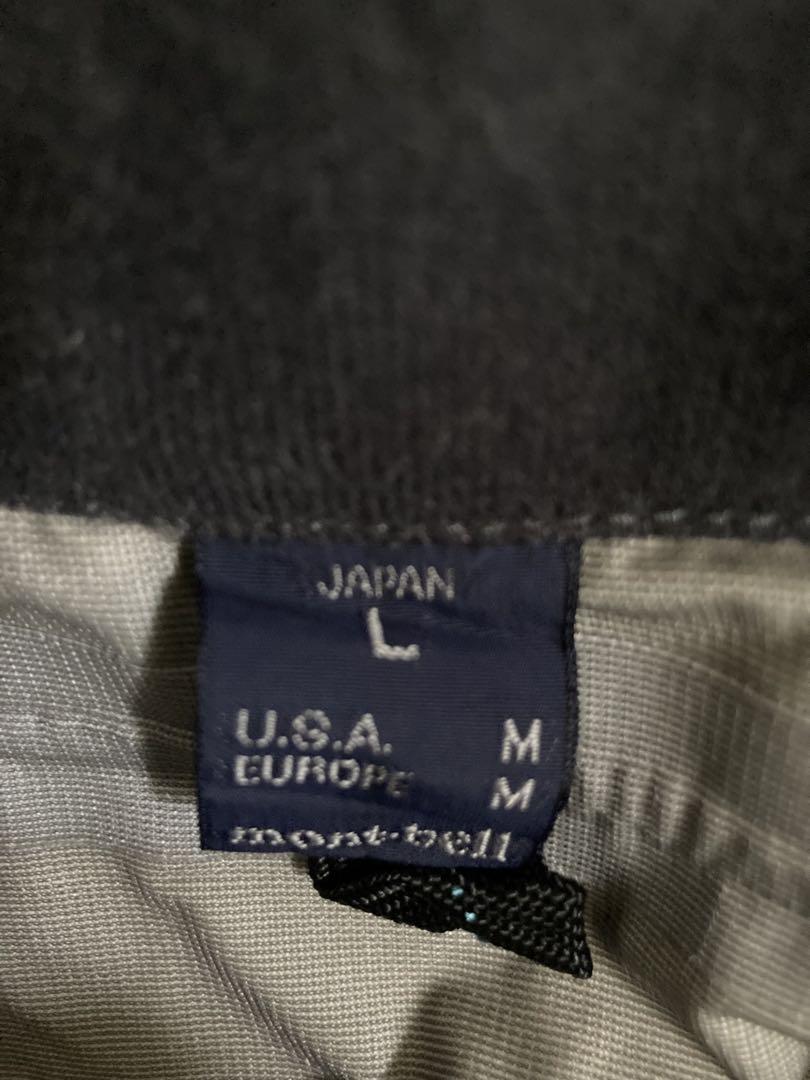 JAPAN
L
U.S.A. M
EUROPE M
mont-bell